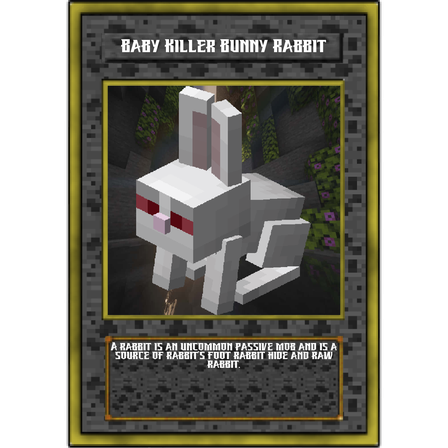 BABY KILLER BUNNY RABBIT
A RABBIT IS AN UNCOMMON PASSIVE MOB AND IS A
SOURCE OF RABBIT'S FOOT RABBIT HIDE AND RAW
RABBIT.